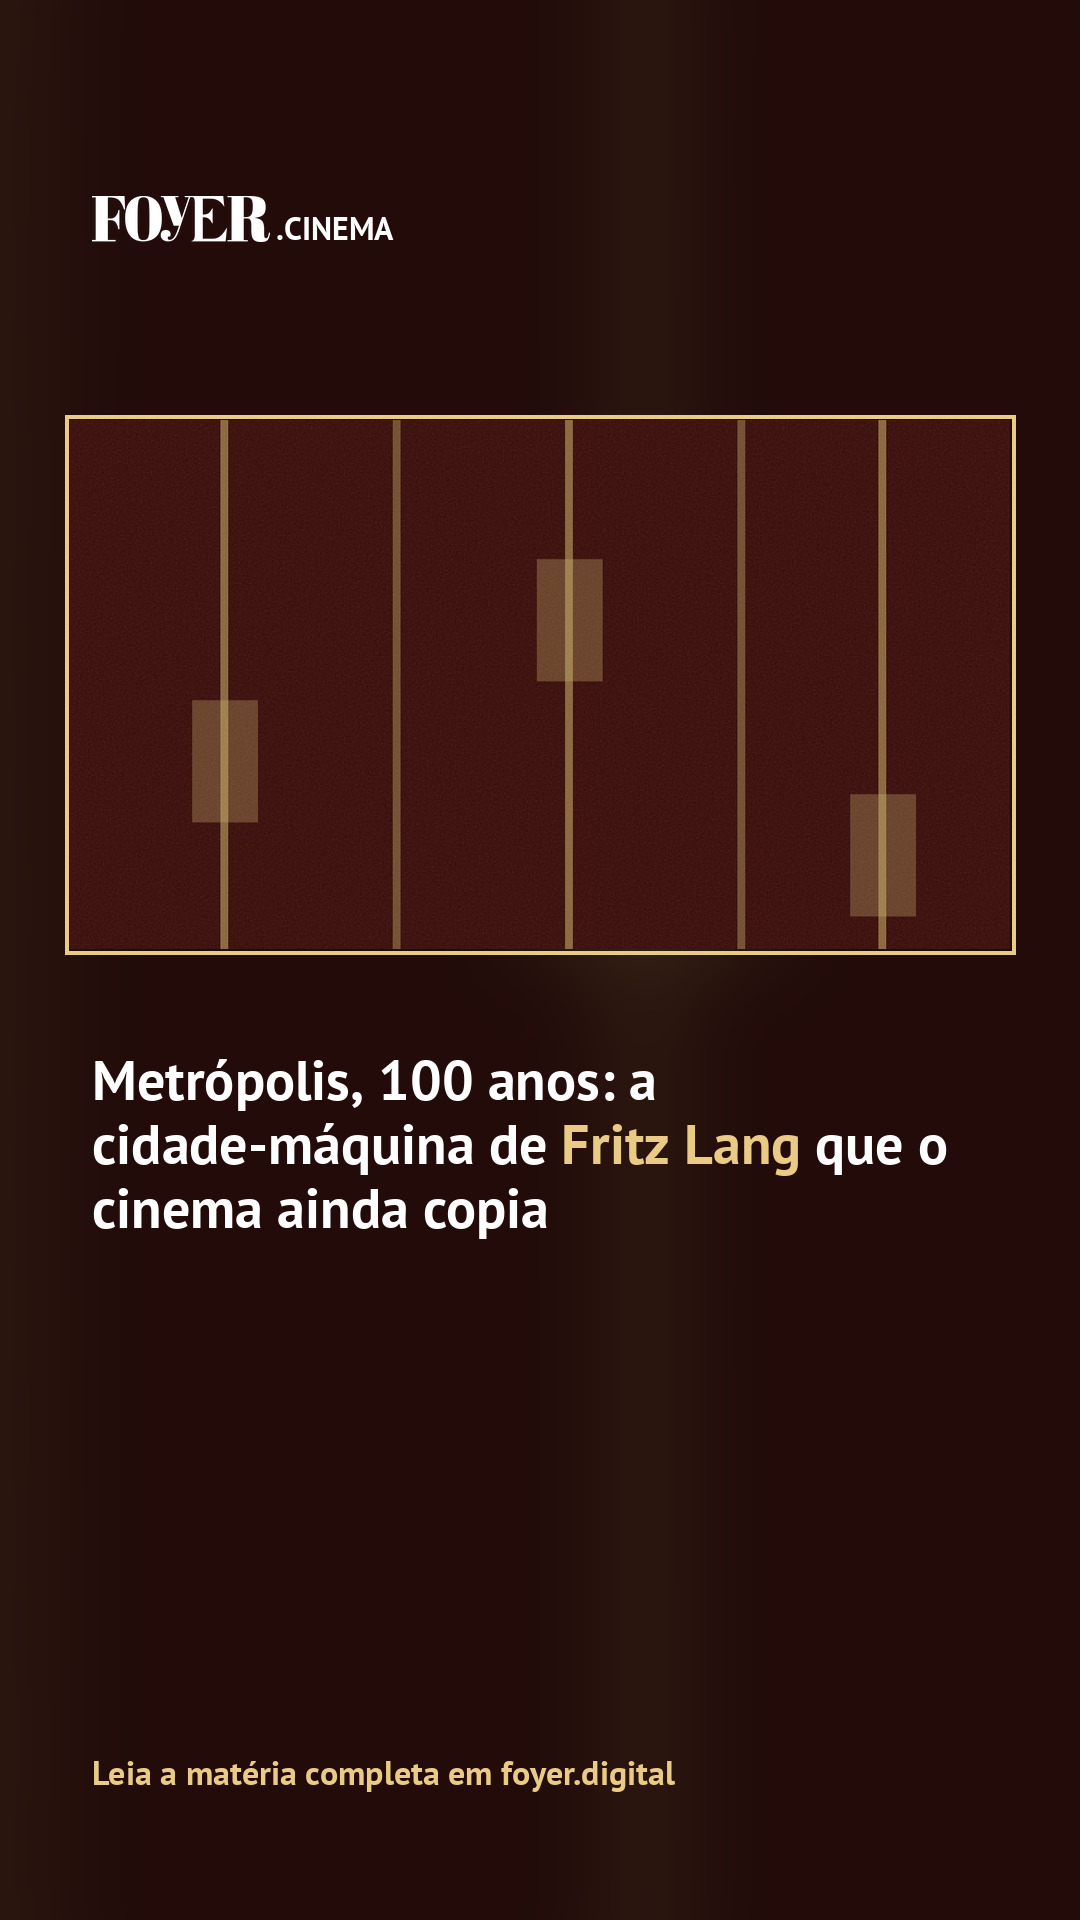 FOYER .CINEMA
Metrópolis, 100 anos: a
cidade-máquina de Fritz Lang que o
cinema ainda copia
Leia a matéria completa em foyer.digital